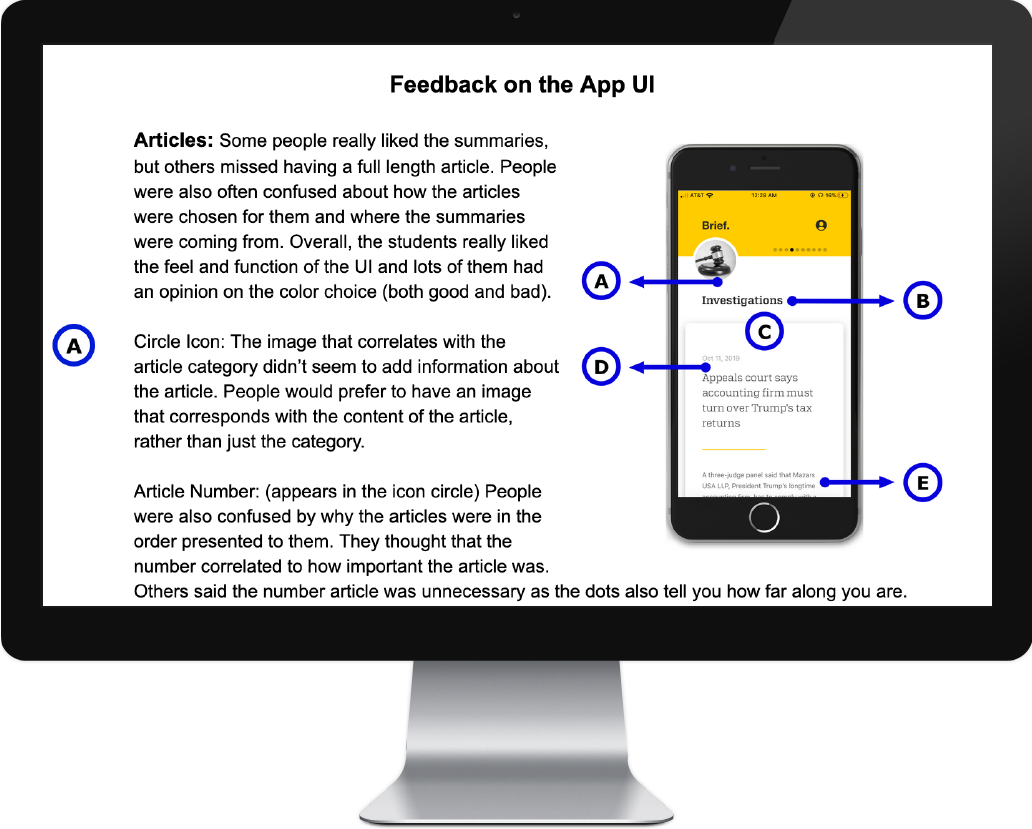 Feedback on the App UI
Articles: Some people really liked the summaries,
but others missed having a full length article. People
were also often confused about how the articles
were chosen for them and where the summaries
were coming from. Overall, the students really liked
the feel and function of the UI and lots of them had
an opinion on the color choice (both good and bad).
A
Circle Icon: The image that correlates with the
article category didn't seem to add information about
the article. People would prefer to have an image
that corresponds with the content of the article,
rather than just the category.
Article Number: (appears in the icon circle) People
were also confused by why the articles were in the
order presented to them. They thought that the
number correlated to how important the article was.
Others said the number article was unnecessary as the dots also tell you how far along you are.
AT&T 12:26 AM 16%
Brief.
A
Investigations
B
C
D
Oct 11, 2019
Appeals court says
accounting firm must
turn over Trump's tax
returns
A three-judge panel said that Mazars
USA LLP, President Trump's longtime
E